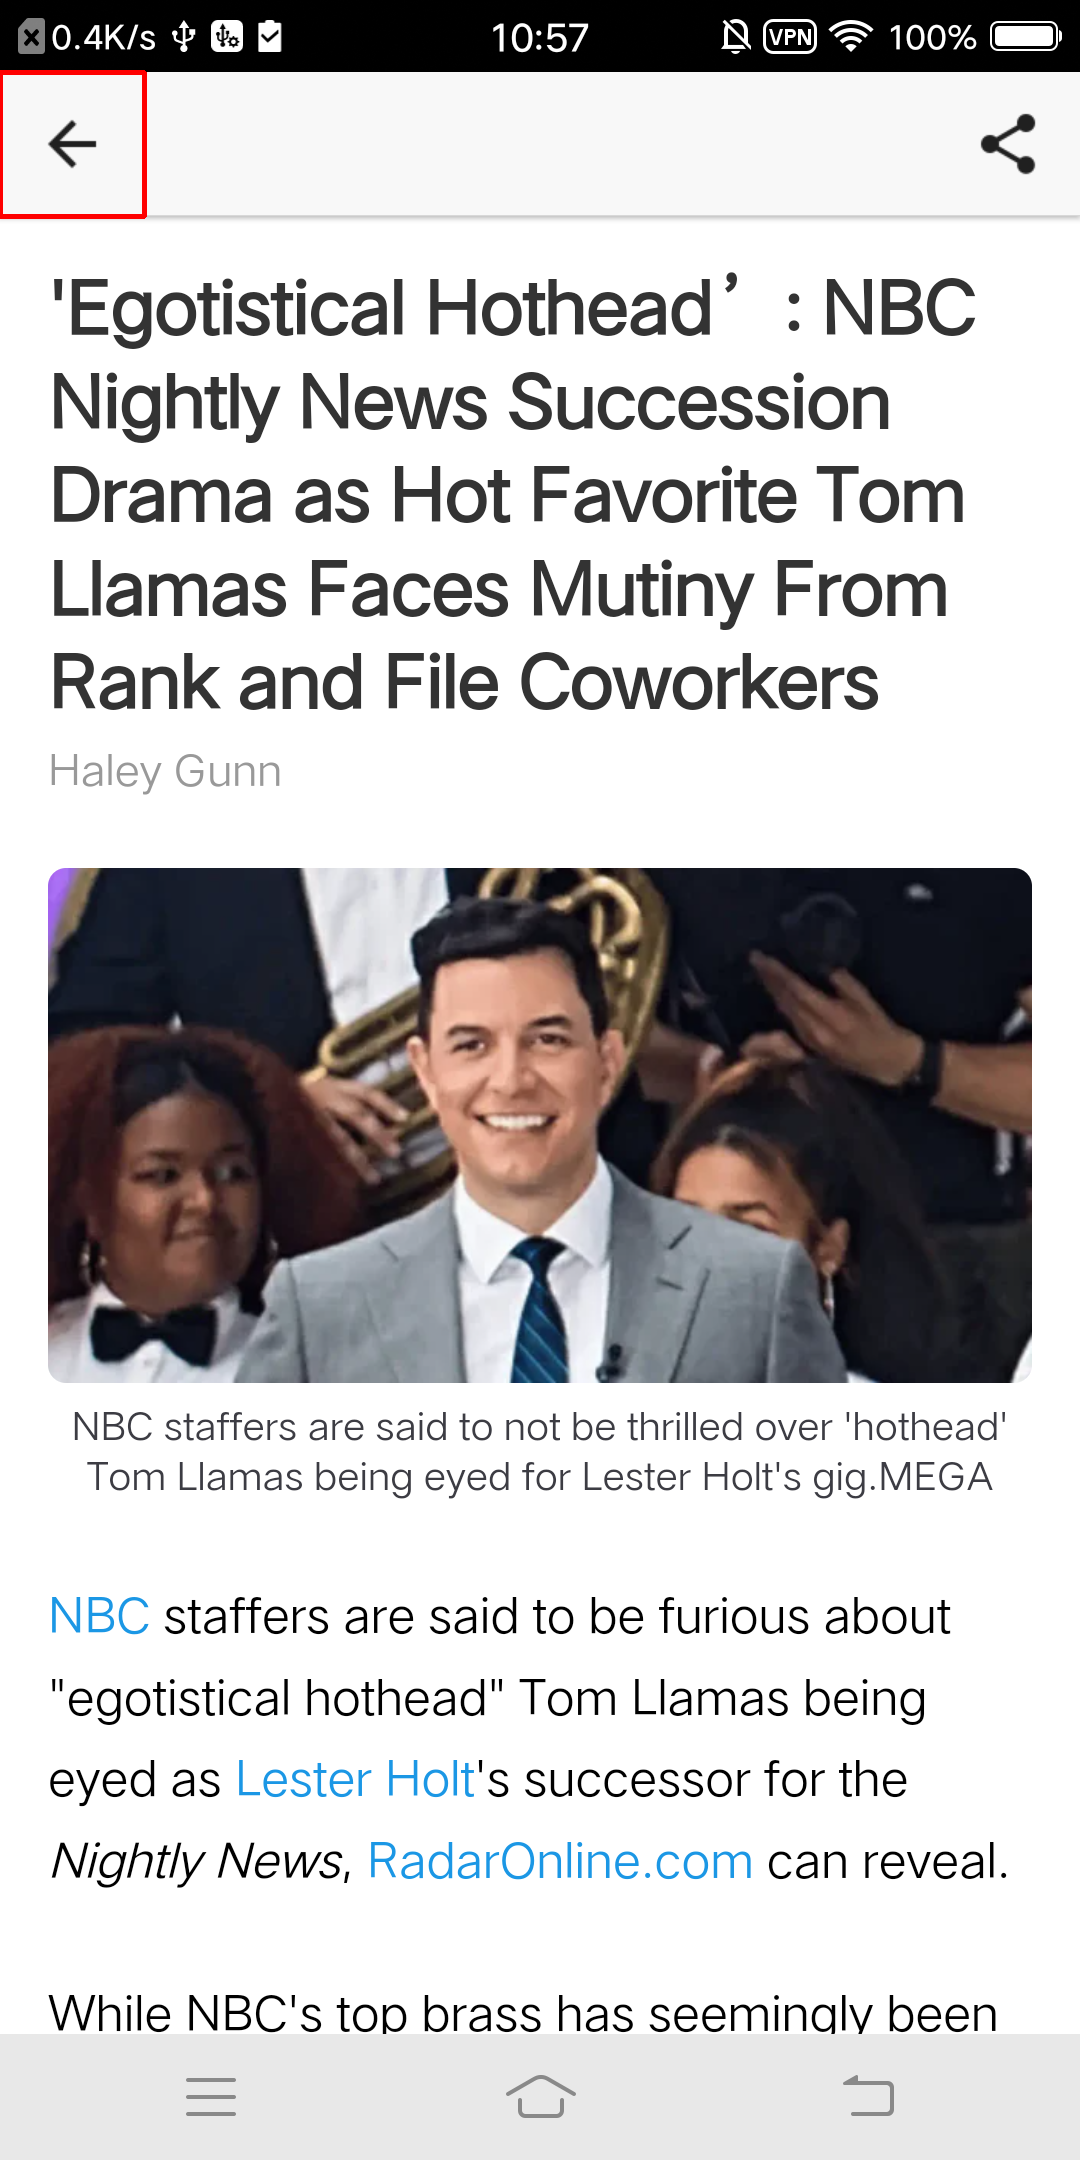 0.4K/s 10:57 VPN 100%
'Egotistical Hothead’ : NBC
Nightly News Succession
Drama as Hot Favorite Tom
Llamas Faces Mutiny From
Rank and File Coworkers
Haley Gunn
NBC staffers are said to not be thrilled over 'hothead'
Tom Llamas being eyed for Lester Holt's gig.MEGA
NBC staffers are said to be furious about
"egotistical hothead" Tom Llamas being
eyed as Lester Holt's successor for the
Nightly News, RadarOnline.com can reveal.
While NBC's top brass has seemingly been